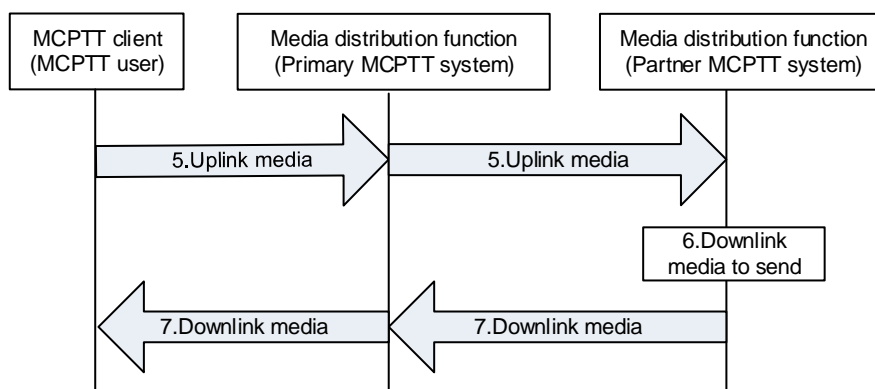 MCPTT client
(MCPTT user)
Media distribution function
(Primary MCPTT system)
Media distribution function
(Partner MCPTT system)
5.Uplink media
5.Uplink media
6.Downlink
media to send
7.Downlink media
7.Downlink media